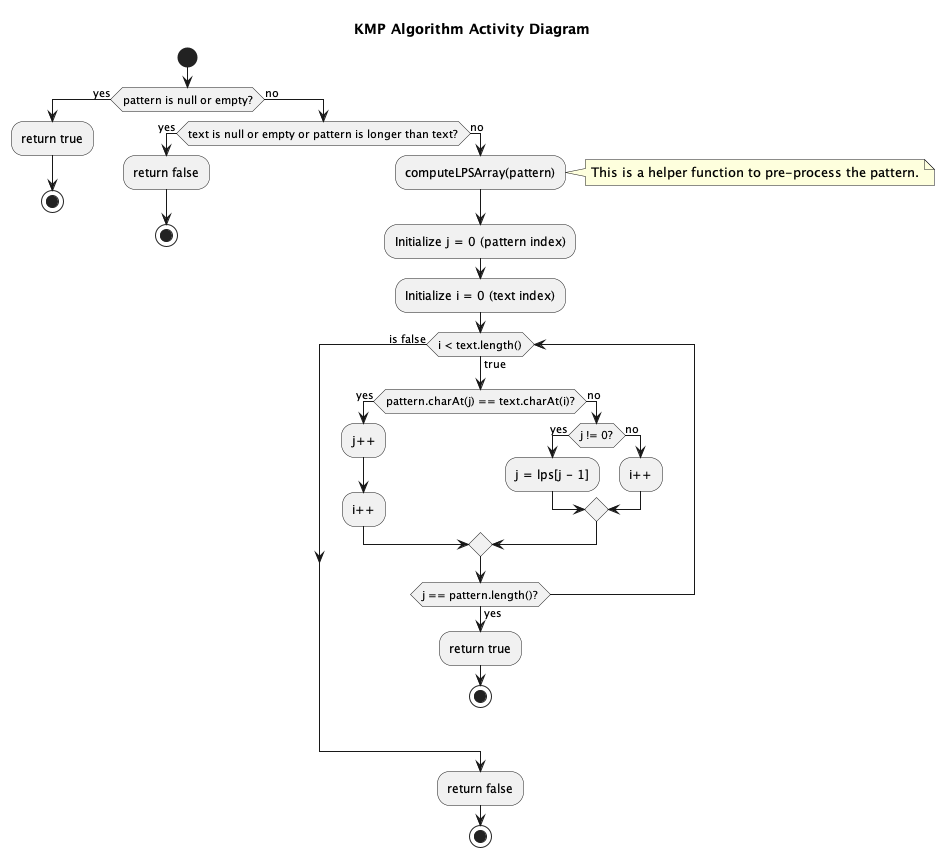 KMP Algorithm Activity Diagram
yes
pattern is null or empty?
no
return true
yes
text is null or empty or pattern is longer than text?
no
return false
computeLPSArray(pattern)
This is a helper function to pre-process the pattern.
Initialize j = 0 (pattern index)
Initialize i = 0 (text index)
is false
i < text.length()
true
yes
pattern.charAt(j) == text.charAt(i)?
no
j++
yes
j != 0?
no
j = lps[j - 1]
i++
i++
j == pattern.length()?
yes
return true
return false